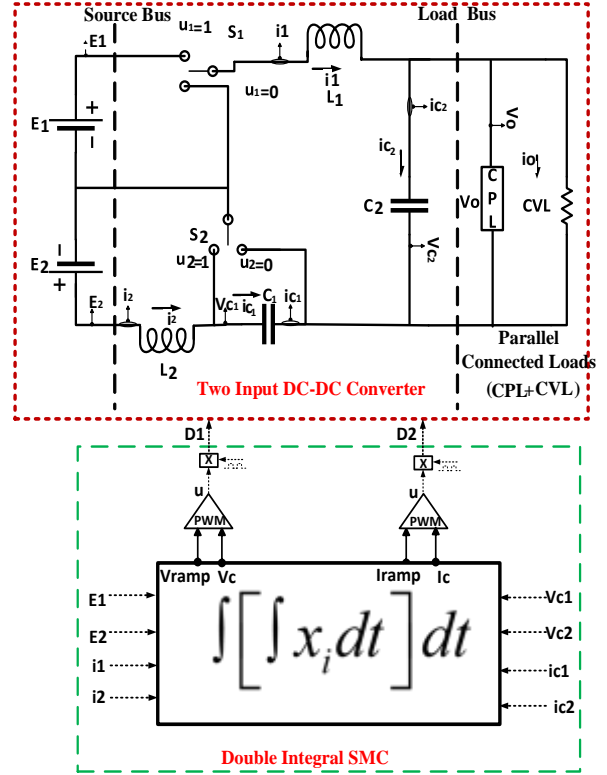 Source Bus
Load Bus
u₁=1
S₁
i1
E1
i1
L₁
u₁=0
+
E₁
I
ic₂
Vo
ic₂
io
C2
Vo
CPL
CVL
S₂
u₂=1
u₂=0
Vc₂
I
E₂
+
E₂
i₂
i₂
Vc₁
ic₁
C₁
ic₁
L₂
Parallel
Connected Loads
(CPL+CVL)
Two Input DC-DC Converter
D1
D2
X
X
u
u
PWM
PWM
Vramp
Vc
Iramp
Ic
E1
E2
i1
i2
∫[∫xᵢdt]dt
Vc1
Vc2
ic1
ic2
Double Integral SMC